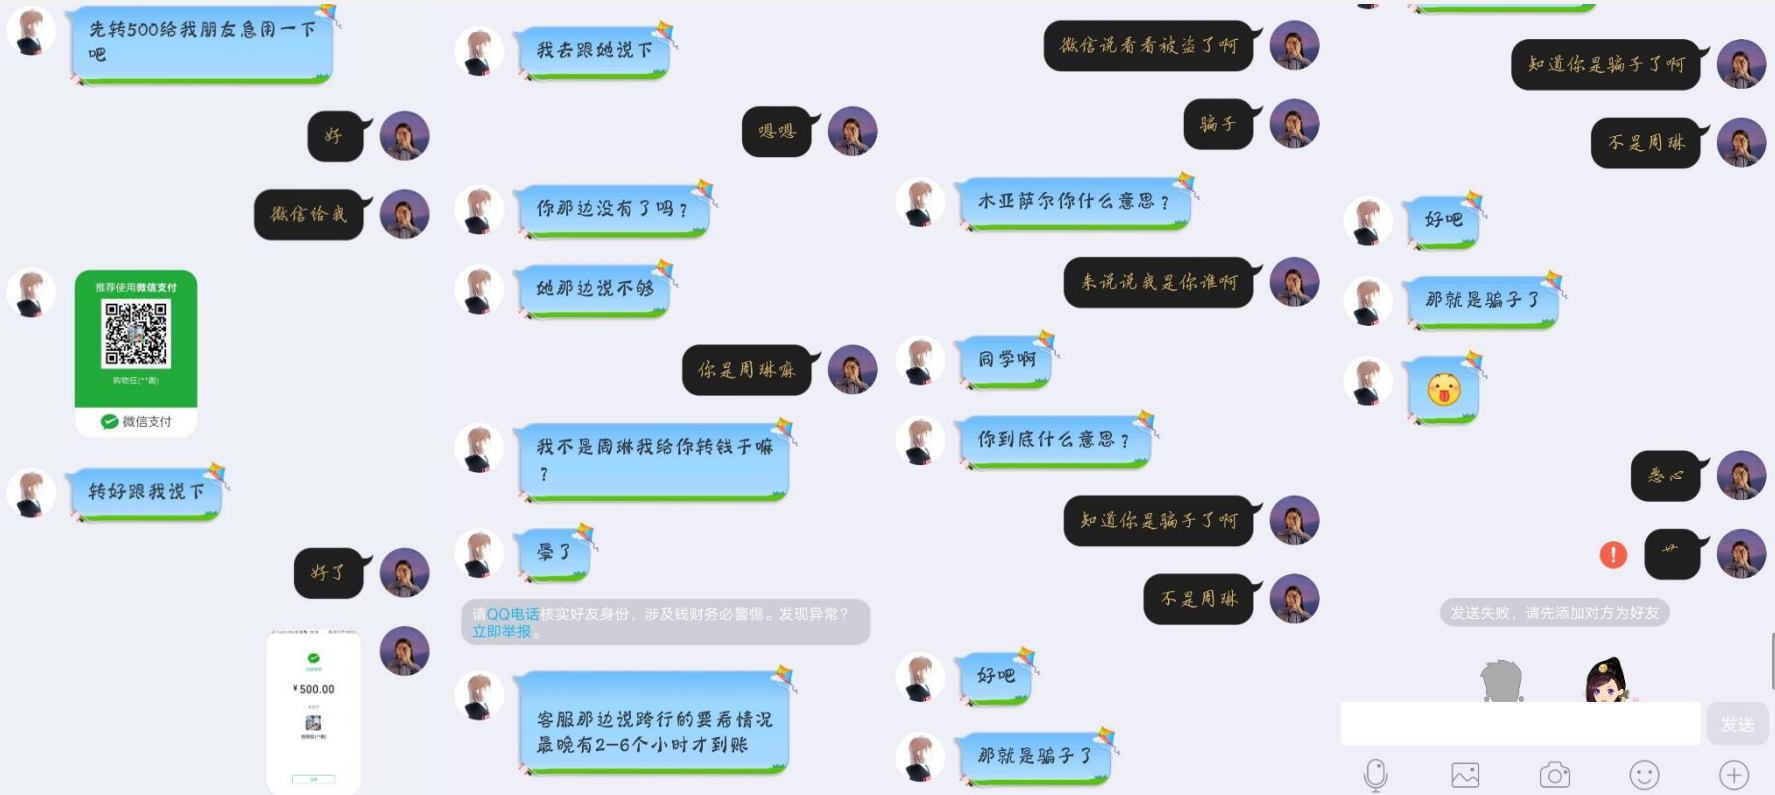 先转500给我朋友急用一下
吧
好
微信给我
推荐使用微信支付
购物狂(**衡)
微信支付
转好跟我说下
好了
¥500.00
我去跟她说下
嗯嗯
你那边没有了吗？
她那边说不够
你是周琳嘛
我不是周琳我给你转钱干嘛
？
晕了
请QQ电话核实好友身份，涉及钱财务必警惕。发现异常？
立即举报。
客服那边说跨行的要看情况
最晚有2-6个小时才到账
微信说看看被盗了啊
骗子
木亚萨尔你什么意思？
来说说我是你谁啊
同学啊
你到底什么意思？
知道你是骗子了啊
不是周琳
好吧
那就是骗子了
知道你是骗子了啊
不是周琳
好吧
那就是骗子了
恶心
发送失败，请先添加对方为好友
发送